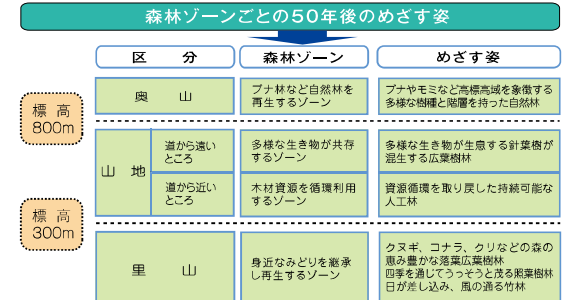 森林ゾーンごとの50年後のめざす姿
区 分
森林ゾーン
めざす姿
標 高
800m
奥 山
ブナ林など自然林を
再生するゾーン
ブナやモミなど高標高域を象徴する
多様な樹種と階層を持った自然林
山 地
道から遠い
ところ
多様な生き物が共存
するゾーン
多様な生き物が生息する針葉樹が
混生する広葉樹林
道から近い
ところ
木材資源を循環利用
するゾーン
資源循環を取り戻した持続可能な
人工林
標 高
300m
里 山
身近なみどりを継承
し再生するゾーン
クヌギ、コナラ、クリなどの森の
恵み豊かな落葉広葉樹林
四季を通じてうっそうと茂る照葉樹林
日が差し込み、風の通る竹林